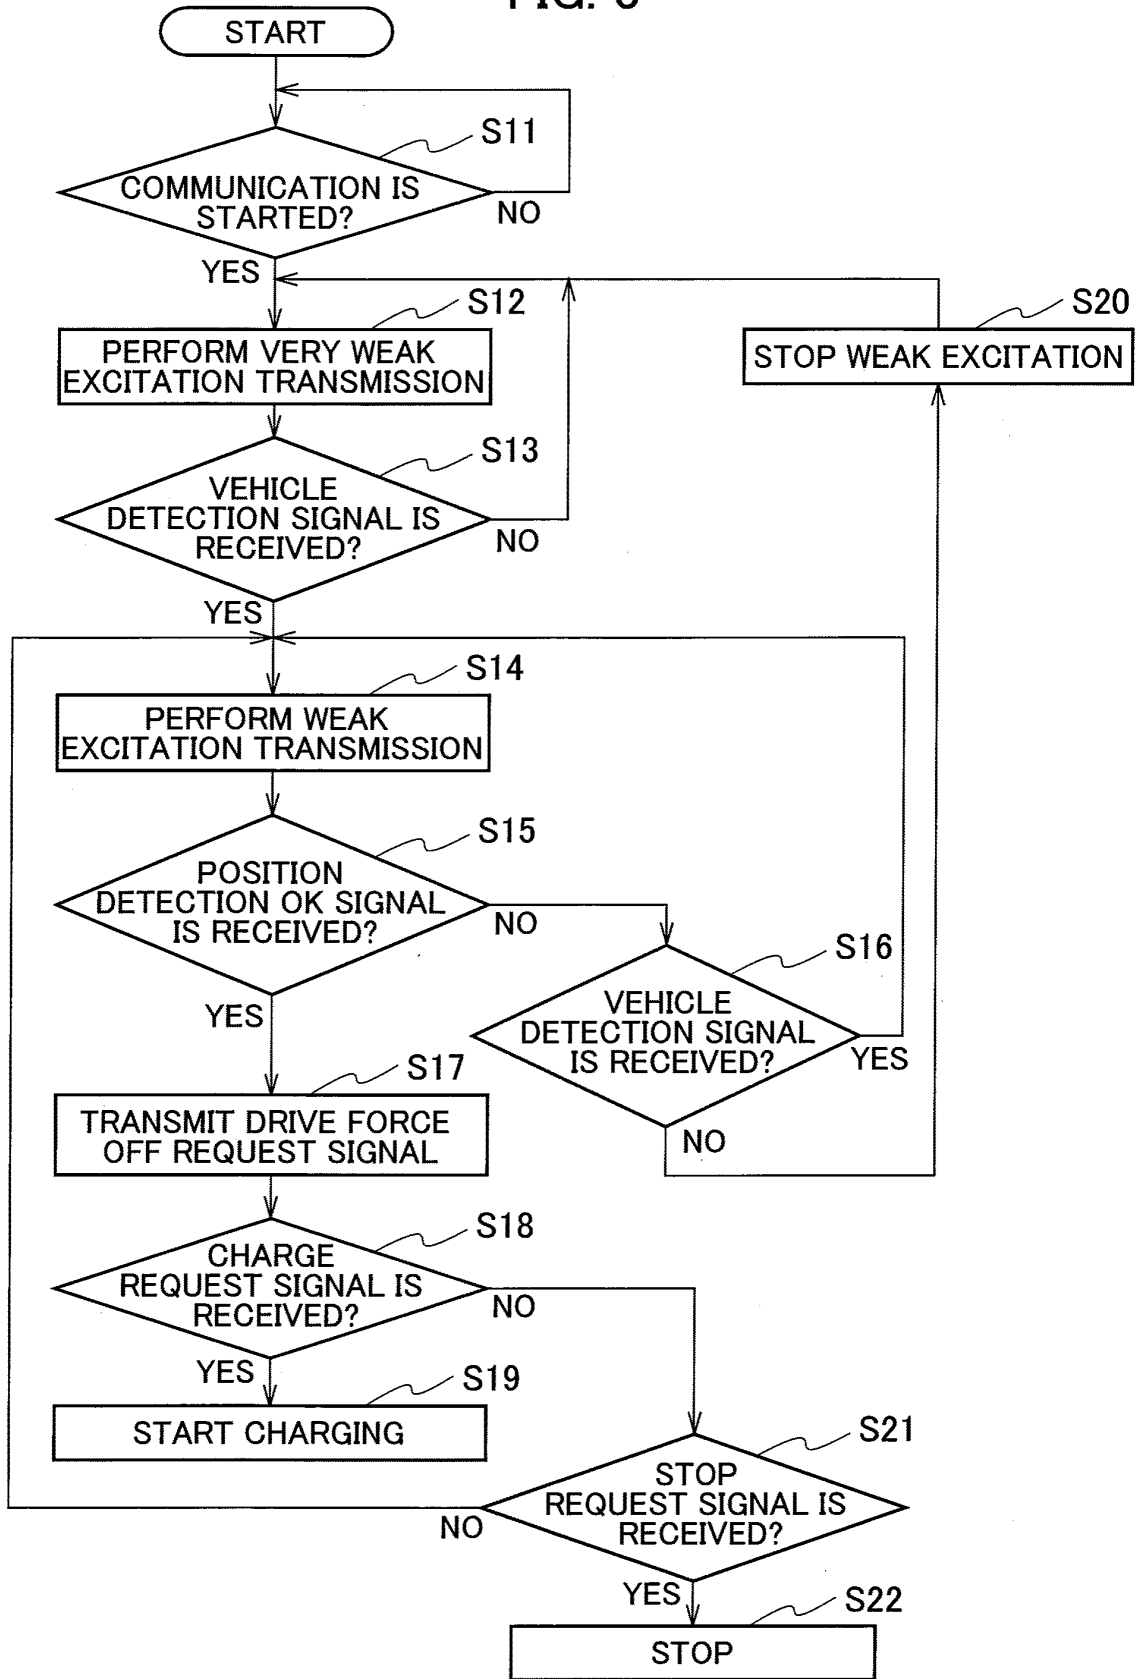 START
S11
COMMUNICATION IS
STARTED?
NO
YES
S12
PERFORM VERY WEAK
EXCITATION TRANSMISSION
S20
STOP WEAK EXCITATION
S13
VEHICLE
DETECTION SIGNAL IS
RECEIVED?
NO
YES
S14
PERFORM WEAK
EXCITATION TRANSMISSION
S15
POSITION
DETECTION OK SIGNAL
IS RECEIVED?
NO
YES
S16
VEHICLE
DETECTION SIGNAL
IS RECEIVED?
YES
NO
S17
TRANSMIT DRIVE FORCE
OFF REQUEST SIGNAL
S18
CHARGE
REQUEST SIGNAL IS
RECEIVED?
NO
YES
S19
START CHARGING
S21
STOP
REQUEST SIGNAL IS
RECEIVED?
NO
YES
S22
STOP